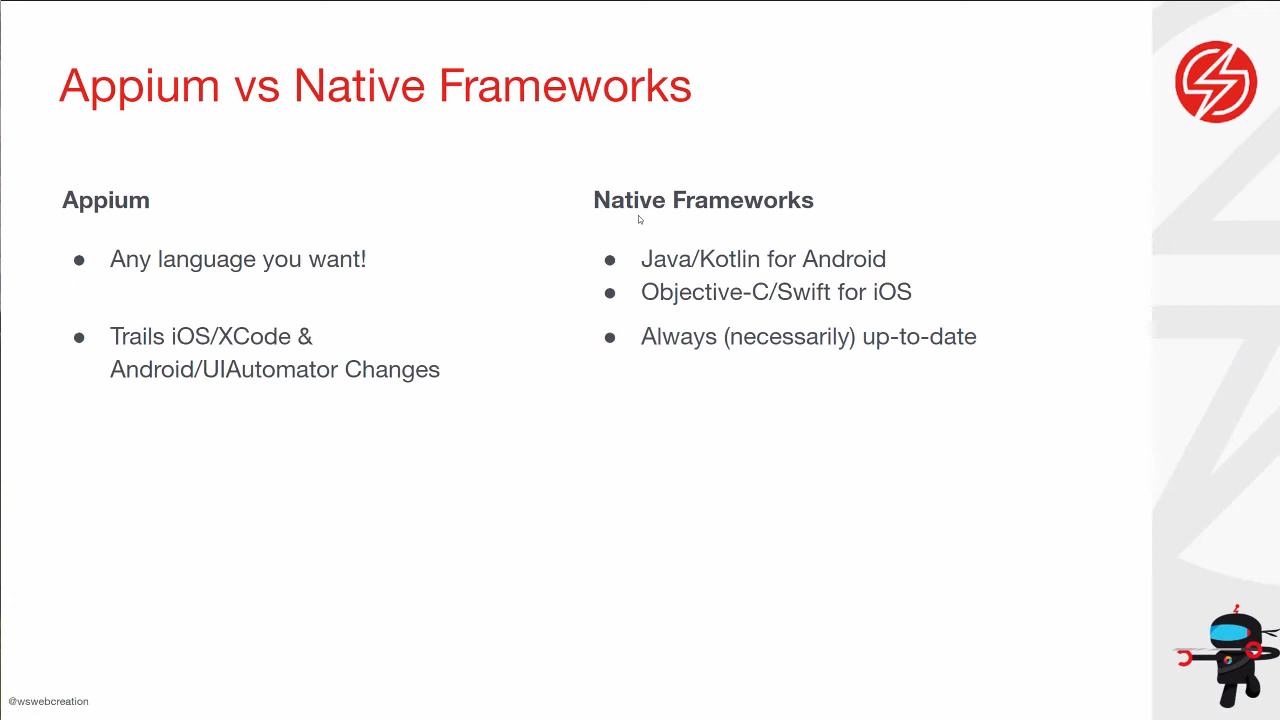 Appium vs Native Frameworks
Appium
● Any language you want!
● Trails iOS/XCode &
Android/UIAutomator Changes
Native Frameworks
● Java/Kotlin for Android
● Objective-C/Swift for iOS
● Always (necessarily) up-to-date
@wswebcreation